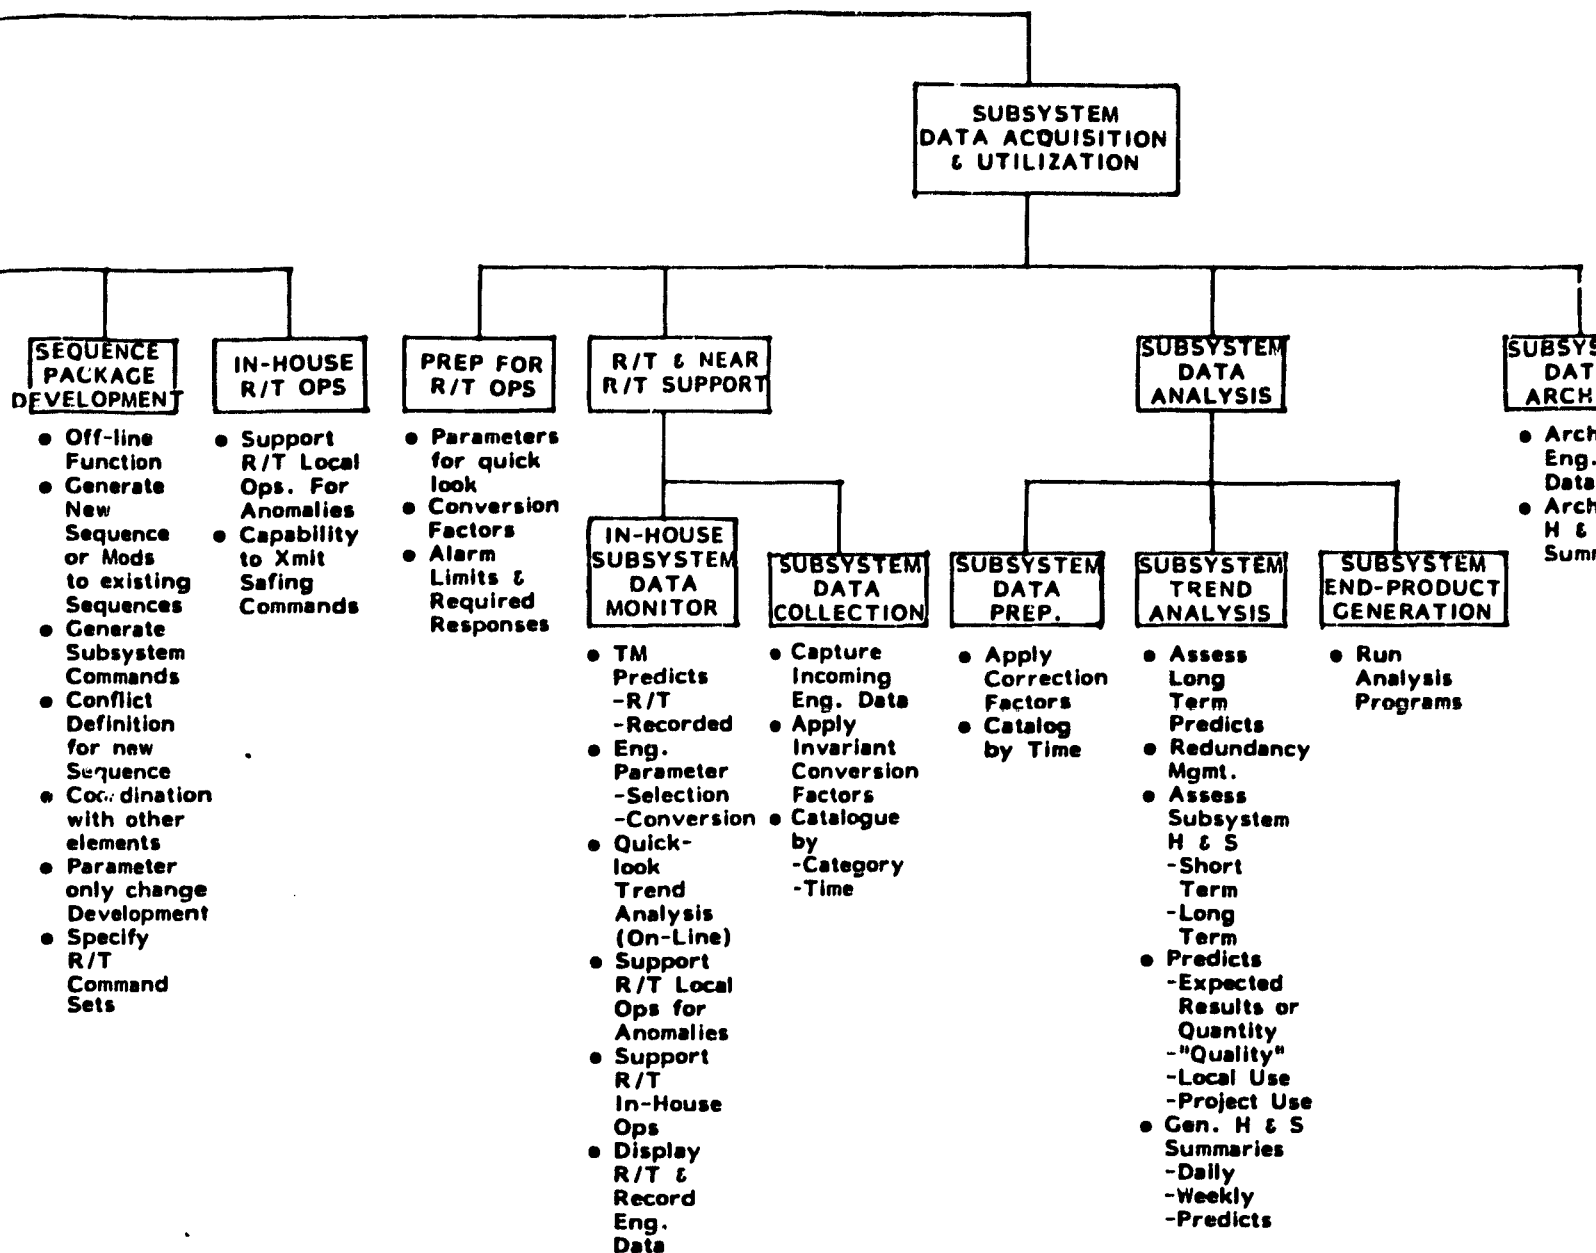 SUBSYSTEM
DATA ACQUISITION
& UTILIZATION
SEQUENCE
PACKAGE
DEVELOPMENT
● Off-line
Function
● Generate
New
Sequence
or Mods
to existing
Sequences
● Generate
Subsystem
Commands
● Conflict
Definition
for new
Sequence
● Coordination
with other
elements
● Parameter
only change
Development
● Specify
R/T
Command
Sets
IN-HOUSE
R/T OPS
● Support
R/T Local
Ops. For
Anomalies
● Capability
to Xmit
Safing
Commands
PREP FOR
R/T OPS
● Parameters
for quick
look
● Conversion
Factors
● Alarm
Limits &
Required
Responses
R/T & NEAR
R/T SUPPORT
IN-HOUSE
SUBSYSTEM
DATA
MONITOR
● TM
Predicts
-R/T
-Recorded
● Eng.
Parameter
-Selection
-Conversion
● Quick-
look
Trend
Analysis
(On-Line)
● Support
R/T Local
Ops for
Anomalies
● Support
R/T
In-House
Ops
● Display
R/T &
Record
Eng.
Data
SUBSYSTEM
DATA
COLLECTION
● Capture
Incoming
Eng. Data
● Apply
Invariant
Conversion
Factors
● Catalogue
by
-Category
-Time
SUBSYSTEM
DATA
ANALYSIS
SUBSYSTEM
DATA
PREP.
● Apply
Correction
Factors
● Catalog
by Time
SUBSYSTEM
TREND
ANALYSIS
● Assess
Long
Term
Predicts
● Redundancy
Mgmt.
● Assess
Subsystem
H & S
-Short
Term
-Long
Term
● Predicts
-Expected
Results or
Quantity
-"Quality"
-Local Use
-Project Use
● Gen. H & S
Summaries
-Daily
-Weekly
-Predicts
SUBSYSTEM
END-PRODUCT
GENERATION
● Run
Analysis
Programs
SUBSYS
DAT
ARCH
● Arch
Eng.
Data
● Arch
H &
Sum